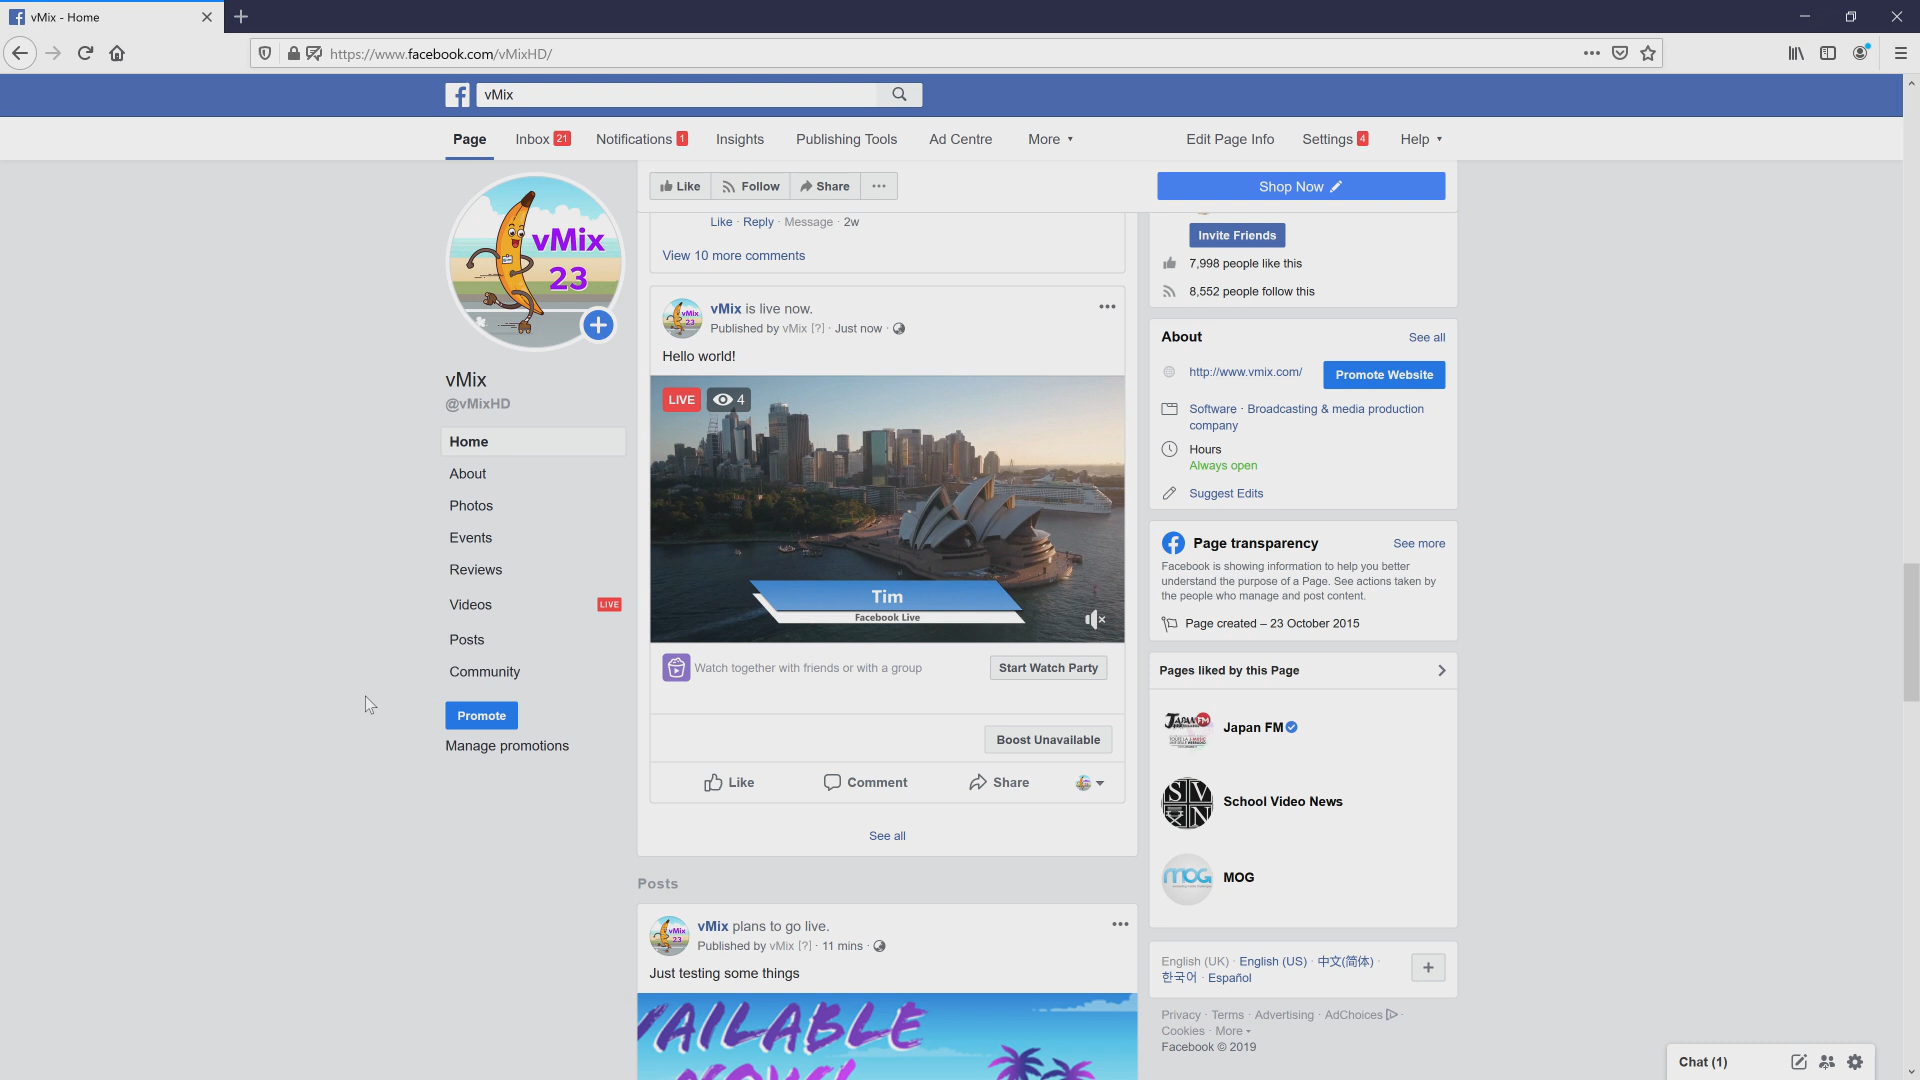 vMix - Home
https://www.facebook.com/vMixHD/
vMix
Page
Inbox 21
Notifications 1
Insights
Publishing Tools
Ad Centre
More
Edit Page Info
Settings 4
Help
vMix
23
vMix
@vMixHD
Home
About
Photos
Events
Reviews
Videos LIVE
Posts
Community
Promote
Manage promotions
Like
Follow
Share
Shop Now
Like · Reply · Message · 2w
View 10 more comments
vMix is live now.
Published by vMix [?] · Just now ·
Hello world!
LIVE 4
Tim
Facebook Live
Watch together with friends or with a group
Start Watch Party
Boost Unavailable
Like
Comment
Share
See all
Posts
vMix plans to go live.
Published by vMix [?] · 11 mins ·
Just testing some things
AVAILABLE
Invite Friends
7,998 people like this
8,552 people follow this
About
See all
http://www.vmix.com/
Promote Website
Software · Broadcasting & media production
company
Hours
Always open
Suggest Edits
Page transparency
See more
Facebook is showing information to help you better
understand the purpose of a Page. See actions taken by
the people who manage and post content.
Page created – 23 October 2015
Pages liked by this Page
JAPAN FM
Japan FM
SVN
School Video News
mOG
MOG
English (UK) · English (US) · 中文(简体) ·
한국어 · Español
Privacy · Terms · Advertising · AdChoices ·
Cookies · More
Facebook © 2019
Chat (1)